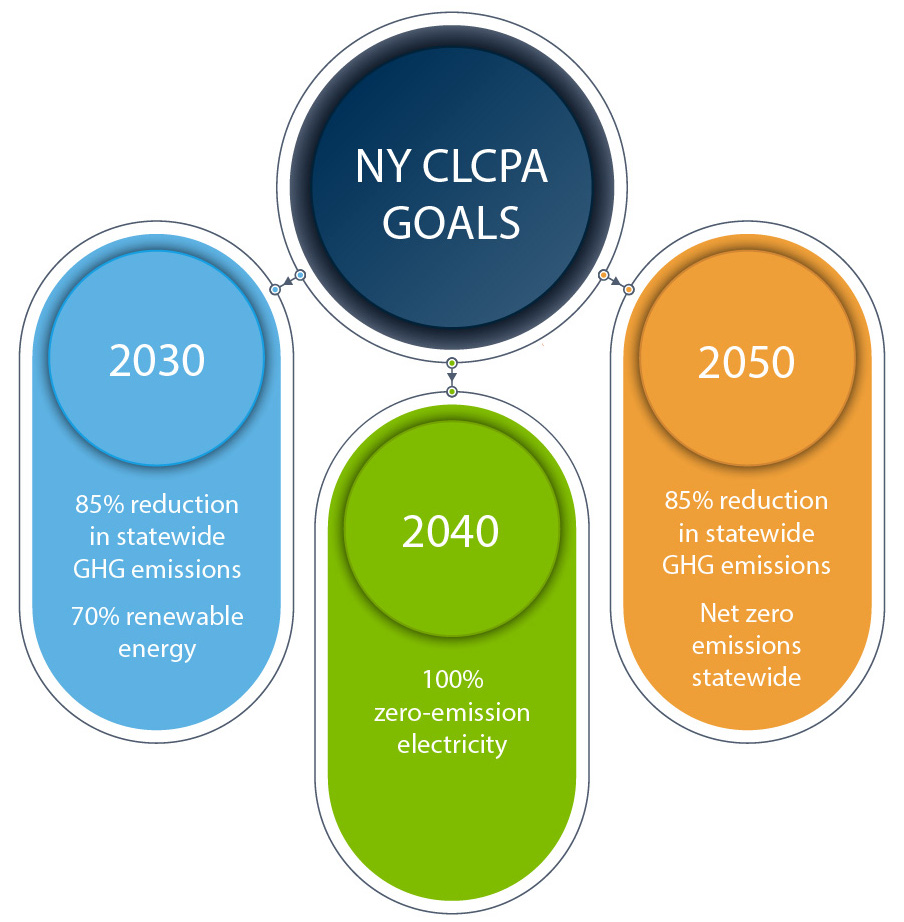 NY CLCPA
GOALS
2030
85% reduction
in statewide
GHG emissions
70% renewable
energy
2040
100%
zero-emission
electricity
2050
85% reduction
in statewide
GHG emissions
Net zero
emissions
statewide